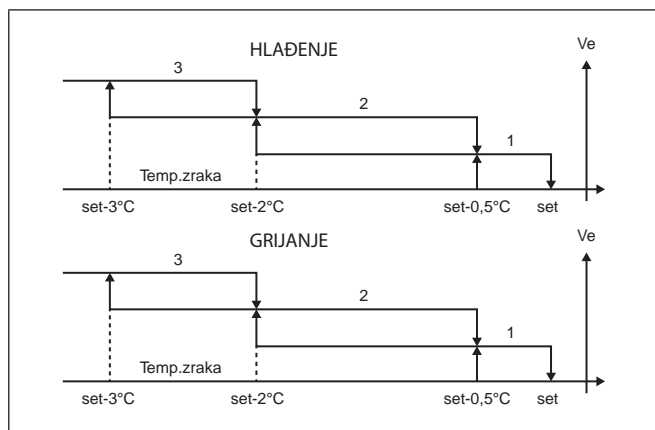 HLAĐENJE
Ve
3
2
1
Temp.zraka
set-3°C set-2°C set-0,5°C set
GRIJANJE
Ve
3
2
1
Temp.zraka
set-3°C set-2°C set-0,5°C set